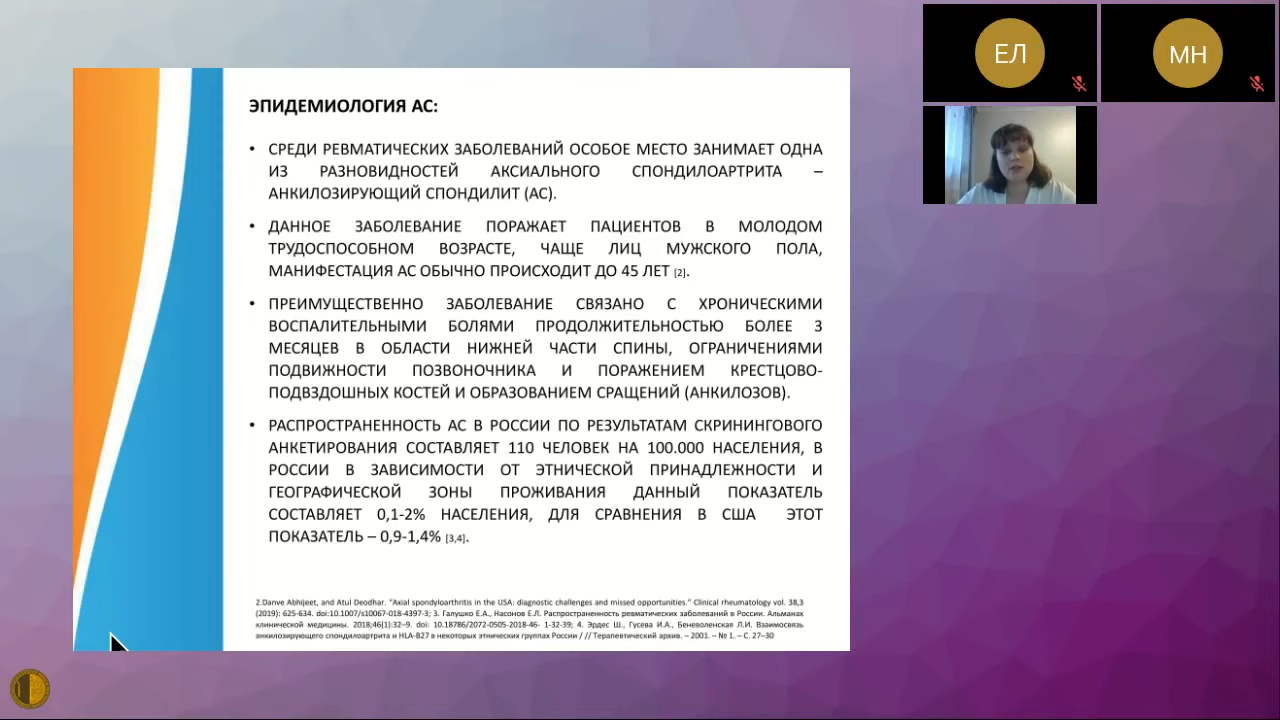 ЭПИДЕМИОЛОГИЯ АС:
• СРЕДИ РЕВМАТИЧЕСКИХ ЗАБОЛЕВАНИЙ ОСОБОЕ МЕСТО ЗАНИМАЕТ ОДНА
ИЗ РАЗНОВИДНОСТЕЙ АКСИАЛЬНОГО СПОНДИЛОАРТРИТА –
АНКИЛОЗИРУЮЩИЙ СПОНДИЛИТ (АС).
• ДАННОЕ ЗАБОЛЕВАНИЕ ПОРАЖАЕТ ПАЦИЕНТОВ В МОЛОДОМ
ТРУДОСПОСОБНОМ ВОЗРАСТЕ, ЧАЩЕ ЛИЦ МУЖСКОГО ПОЛА,
МАНИФЕСТАЦИЯ АС ОБЫЧНО ПРОИСХОДИТ ДО 45 ЛЕТ [2].
• ПРЕИМУЩЕСТВЕННО ЗАБОЛЕВАНИЕ СВЯЗАНО С ХРОНИЧЕСКИМИ
ВОСПАЛИТЕЛЬНЫМИ БОЛЯМИ ПРОДОЛЖИТЕЛЬНОСТЬЮ БОЛЕЕ 3
МЕСЯЦЕВ В ОБЛАСТИ НИЖНЕЙ ЧАСТИ СПИНЫ, ОГРАНИЧЕНИЯМИ
ПОДВИЖНОСТИ ПОЗВОНОЧНИКА И ПОРАЖЕНИЕМ КРЕСТЦОВО-
ПОДВЗДОШНЫХ КОСТЕЙ И ОБРАЗОВАНИЕМ СРАЩЕНИЙ (АНКИЛОЗОВ).
• РАСПРОСТРАНЕННОСТЬ АС В РОССИИ ПО РЕЗУЛЬТАТАМ СКРИНИНГОВОГО
АНКЕТИРОВАНИЯ СОСТАВЛЯЕТ 110 ЧЕЛОВЕК НА 100.000 НАСЕЛЕНИЯ, В
РОССИИ В ЗАВИСИМОСТИ ОТ ЭТНИЧЕСКОЙ ПРИНАДЛЕЖНОСТИ И
ГЕОГРАФИЧЕСКОЙ ЗОНЫ ПРОЖИВАНИЯ ДАННЫЙ ПОКАЗАТЕЛЬ
СОСТАВЛЯЕТ 0,1-2% НАСЕЛЕНИЯ, ДЛЯ СРАВНЕНИЯ В США ЭТОТ
ПОКАЗАТЕЛЬ – 0,9-1,4% [3,4].
2.Danve Abhijeet, and Atul Deodhar. "Axial spondyloarthritis in the USA: diagnostic challenges and missed opportunities." Clinical rheumatology vol. 38,3
(2019): 625-634. doi:10.1007/s10067-018-4397-3; 3. Галушко Е.А., Насонов Е.Л. Распространенность ревматических заболеваний в России. Альманах
клинической медицины. 2018;46(1):32–9. doi: 10.18786/2072-0505-2018-46- 1-32-39; 4. Эрдес Ш., Гусева И.А., Беневоленская Л.И. Взаимосвязь
анкилозирующего спондилоартрита и HLA-B27 в некоторых этнических группах России / // Терапевтический архив. – 2001. – № 1. – С. 27–30
ЕЛ
МН